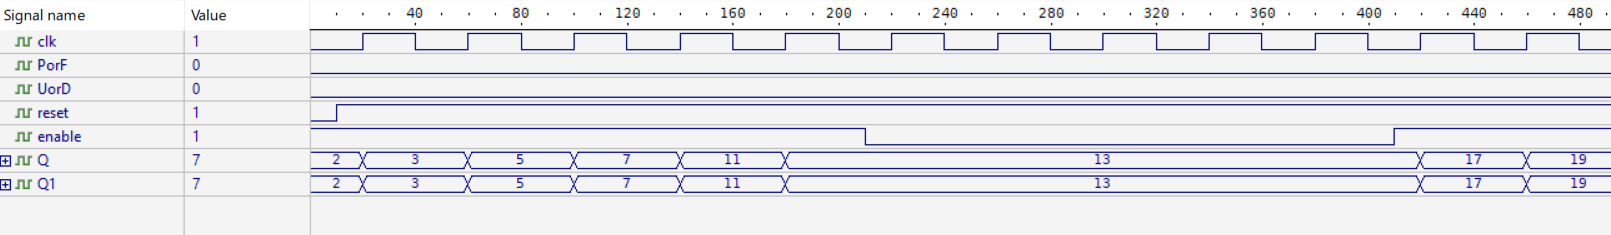 Signal name Value 40 80 120 160 200 240 280 320 360 400 440 480
clk 1
PorF 0
UorD 0
reset 1
enable 1
Q 7 2 3 5 7 11 13 17 19
Q1 7 2 3 5 7 11 13 17 19